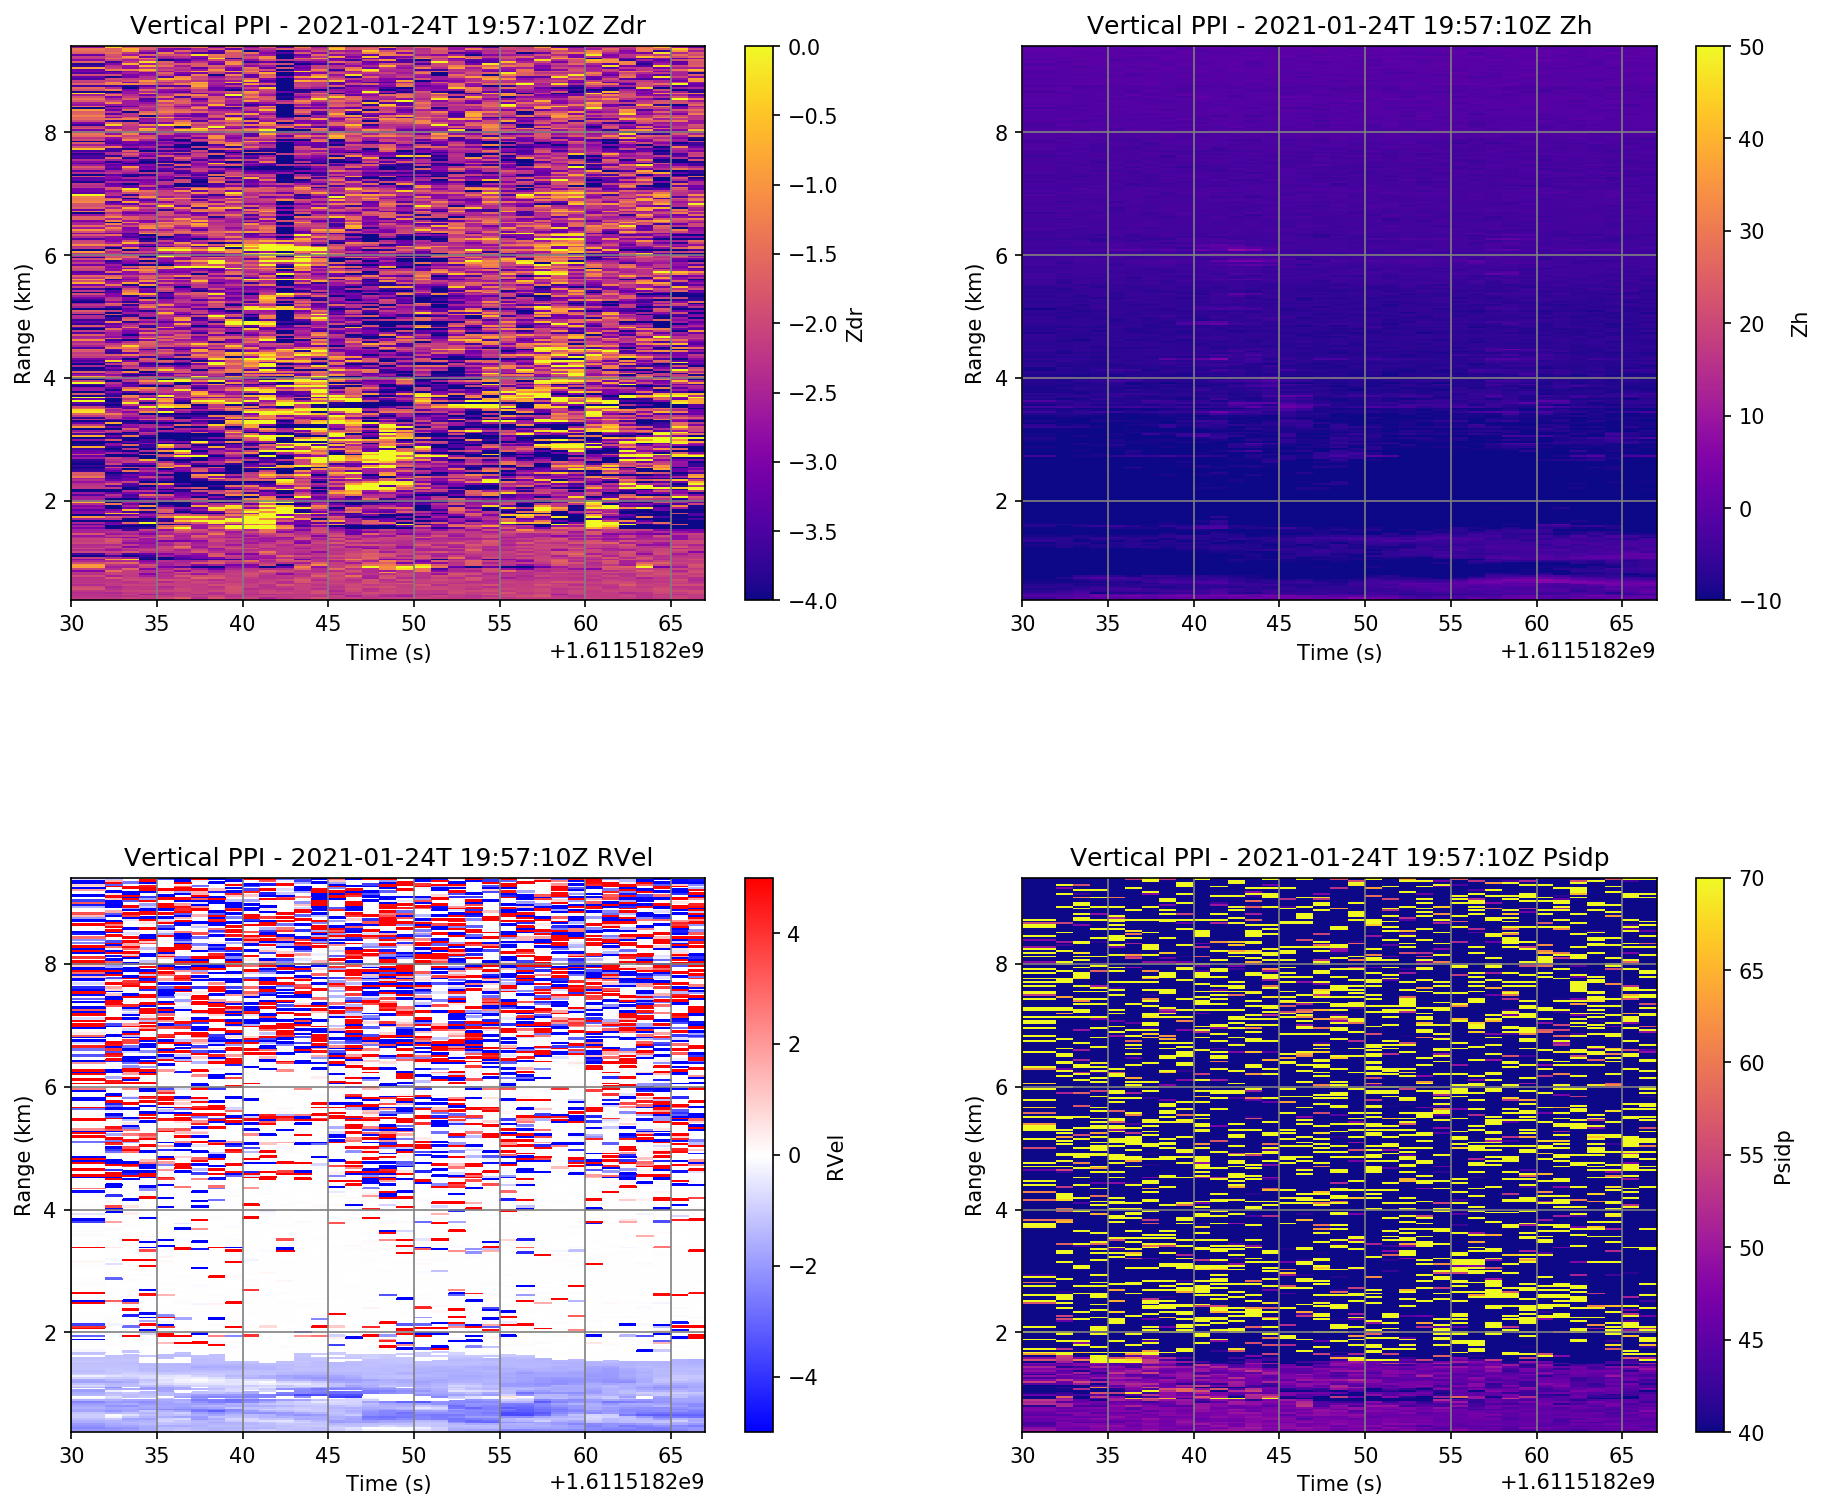 Vertical PPI - 2021-01-24T 19:57:10Z Zdr
Range (km)
8
6
4
2
30 35 40 45 50 55 60 65
Time (s)
+1.6115182e9
0.0
−0.5
−1.0
−1.5
−2.0
−2.5
−3.0
−3.5
−4.0
Zdr
Vertical PPI - 2021-01-24T 19:57:10Z Zh
Range (km)
8
6
4
2
30 35 40 45 50 55 60 65
Time (s)
+1.6115182e9
50
40
30
20
10
0
−10
Zh
Vertical PPI - 2021-01-24T 19:57:10Z RVel
Range (km)
8
6
4
2
30 35 40 45 50 55 60 65
Time (s)
+1.6115182e9
4
2
0
−2
−4
RVel
Vertical PPI - 2021-01-24T 19:57:10Z Psidp
Range (km)
8
6
4
2
30 35 40 45 50 55 60 65
Time (s)
+1.6115182e9
70
65
60
55
50
45
40
Psidp